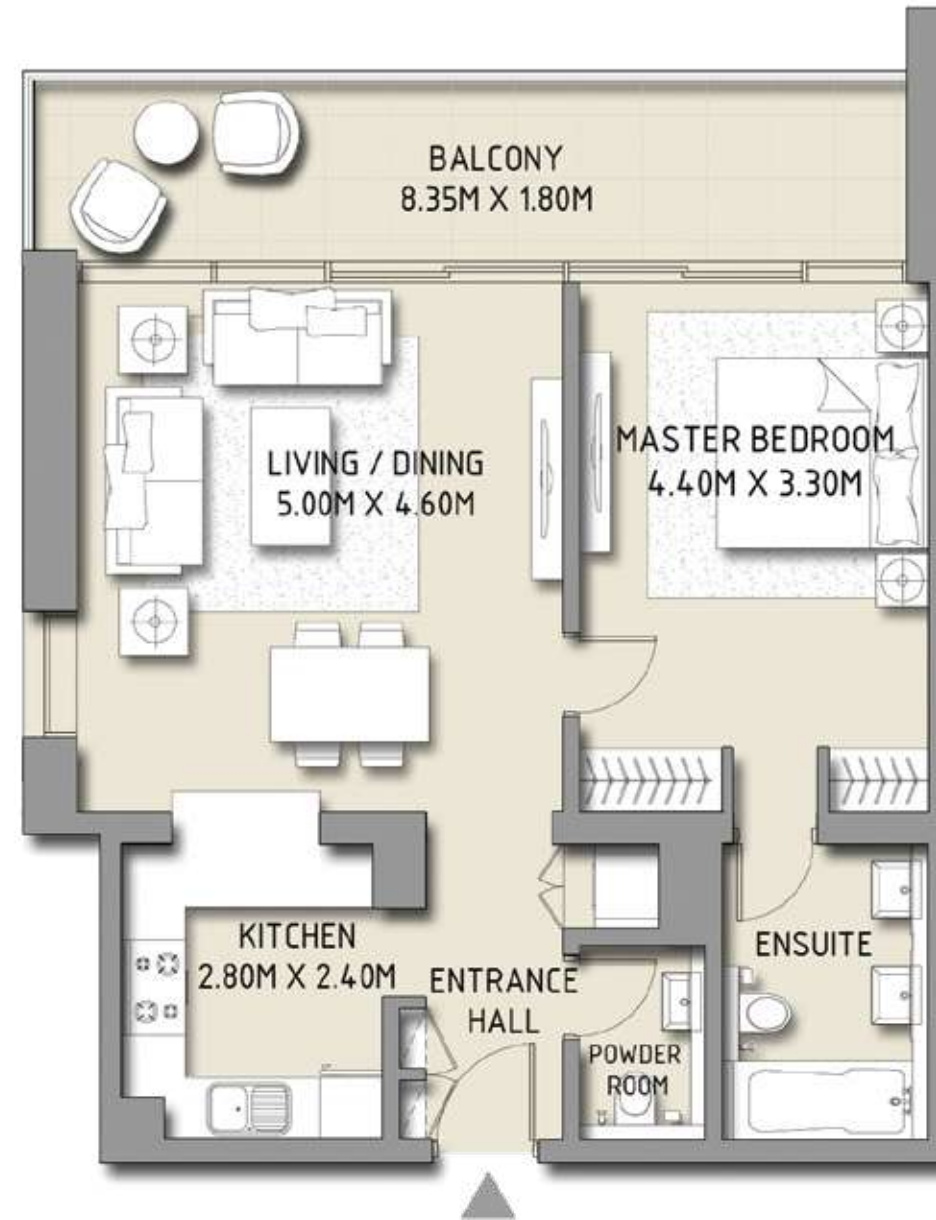 BALCONY
8.35M X 1.80M
LIVING / DINING
5.00M X 4.60M
MASTER BEDROOM
4.40M X 3.30M
KITCHEN
2.80M X 2.40M
ENTRANCE
HALL
POWDER
ROOM
ENSUITE